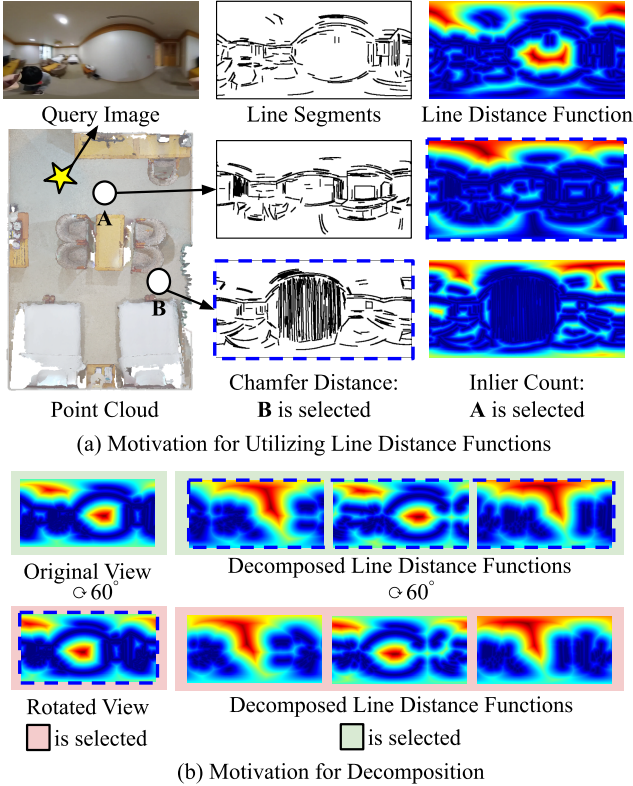 Query Image
Line Segments
Line Distance Function
A
B
Point Cloud
Chamfer Distance:
B is selected
Inlier Count:
A is selected
(a) Motivation for Utilizing Line Distance Functions
Original View
⟳ 60°
Decomposed Line Distance Functions
⟳ 60°
Rotated View
Decomposed Line Distance Functions
is selected
is selected
(b) Motivation for Decomposition